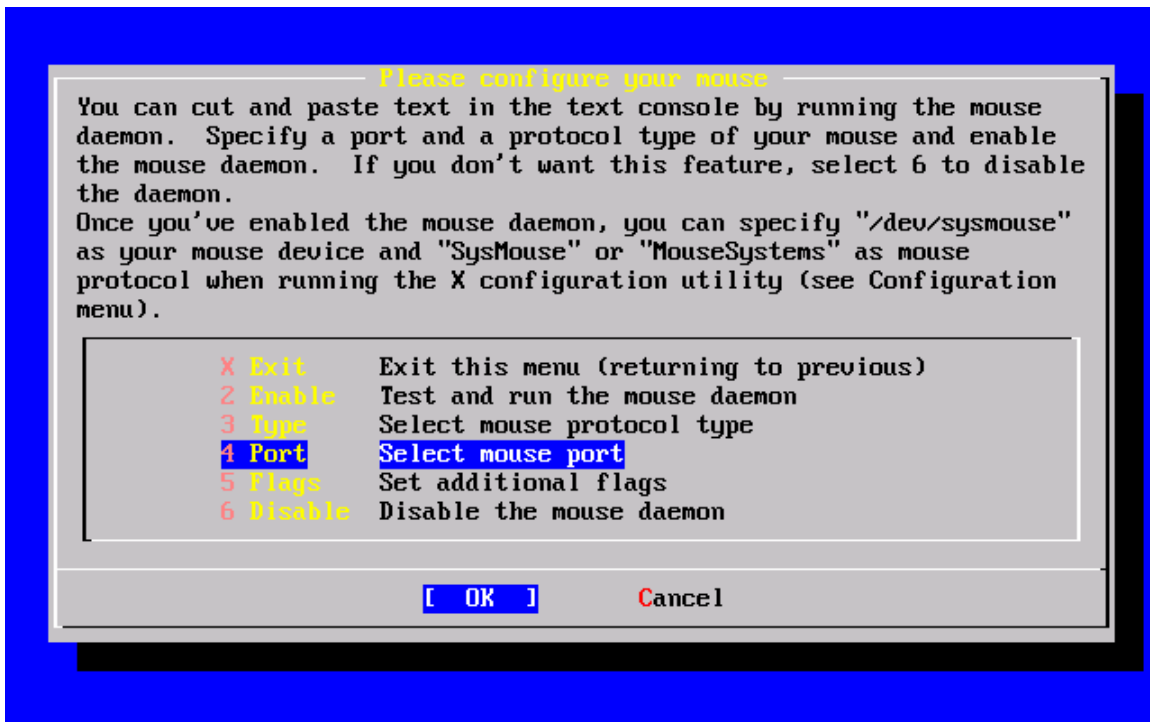 Please configure your mouse
You can cut and paste text in the text console by running the mouse
daemon.  Specify a port and a protocol type of your mouse and enable
the mouse daemon.  If you don't want this feature, select 6 to disable
the daemon.
Once you've enabled the mouse daemon, you can specify "/dev/sysmouse"
as your mouse device and "SysMouse" or "MouseSystems" as mouse
protocol when running the X configuration utility (see Configuration
menu).
X Exit     Exit this menu (returning to previous)
2 Enable   Test and run the mouse daemon
3 Type     Select mouse protocol type
4 Port     Select mouse port
5 Flags    Set additional flags
6 Disable  Disable the mouse daemon
[  OK  ]       Cancel